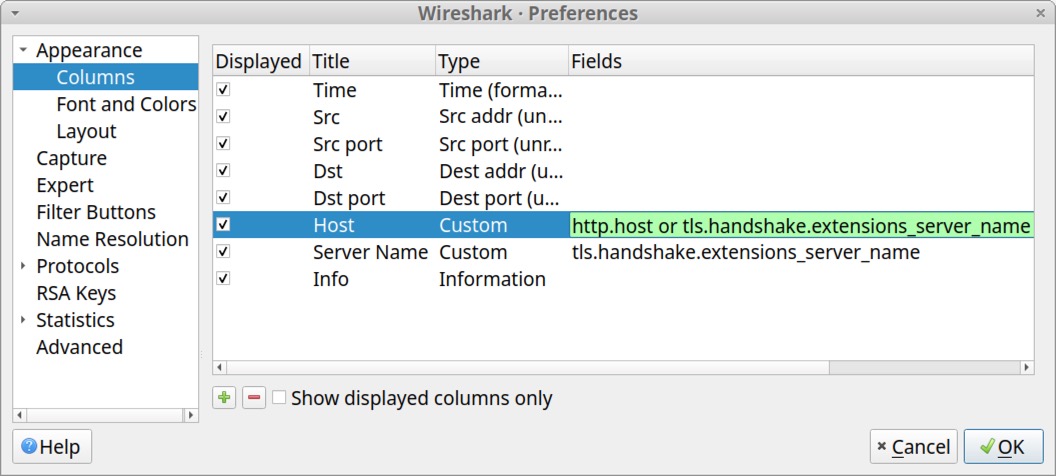 Wireshark · Preferences
Appearance
Columns
Font and Colors
Layout
Capture
Expert
Filter Buttons
Name Resolution
Protocols
RSA Keys
Statistics
Advanced
Displayed Title Type Fields
Time Time (forma...
Src Src addr (un...
Src port Src port (unr...
Dst Dest addr (u...
Dst port Dest port (u...
Host Custom http.host or tls.handshake.extensions_server_name
Server Name Custom tls.handshake.extensions_server_name
Info Information
Show displayed columns only
Help Cancel OK